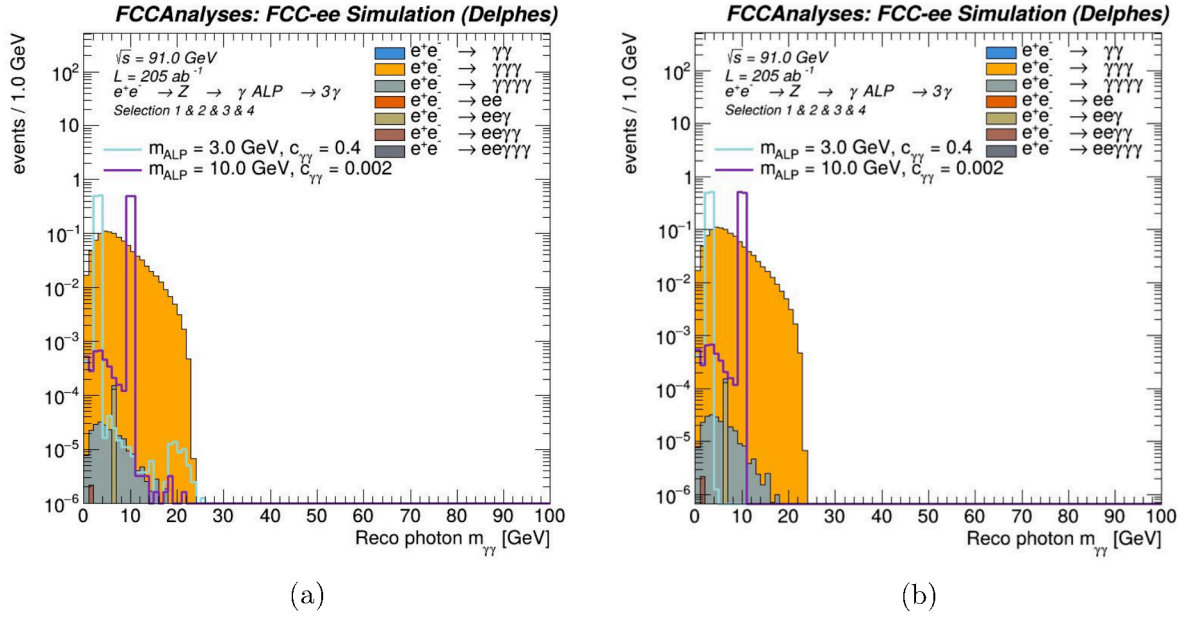 FCCAnalyses: FCC-ee Simulation (Delphes)
events / 1.0 GeV
√s = 91.0 GeV
L = 205 ab⁻¹
e⁺e⁻ → Z → γ ALP → 3γ
Selection 1 & 2 & 3 & 4
m_ALP = 3.0 GeV, c_γγ = 0.4
m_ALP = 10.0 GeV, c_γγ = 0.002
e⁺e⁻ → γγ
e⁺e⁻ → γγγ
e⁺e⁻ → γγγγ
e⁺e⁻ → ee
e⁺e⁻ → eeγ
e⁺e⁻ → eeγγ
e⁺e⁻ → eeγγγ
10²
10
1
10⁻¹
10⁻²
10⁻³
10⁻⁴
10⁻⁵
10⁻⁶
0 10 20 30 40 50 60 70 80 90 100
Reco photon m_γγ [GeV]
(a)
FCCAnalyses: FCC-ee Simulation (Delphes)
events / 1.0 GeV
√s = 91.0 GeV
L = 205 ab⁻¹
e⁺e⁻ → Z → γ ALP → 3γ
Selection 1 & 2 & 3 & 4
m_ALP = 3.0 GeV, c_γγ = 0.4
m_ALP = 10.0 GeV, c_γγ = 0.002
e⁺e⁻ → γγ
e⁺e⁻ → γγγ
e⁺e⁻ → γγγγ
e⁺e⁻ → ee
e⁺e⁻ → eeγ
e⁺e⁻ → eeγγ
e⁺e⁻ → eeγγγ
10²
10
1
10⁻¹
10⁻²
10⁻³
10⁻⁴
10⁻⁵
10⁻⁶
0 10 20 30 40 50 60 70 80 90 100
Reco photon m_γγ [GeV]
(b)